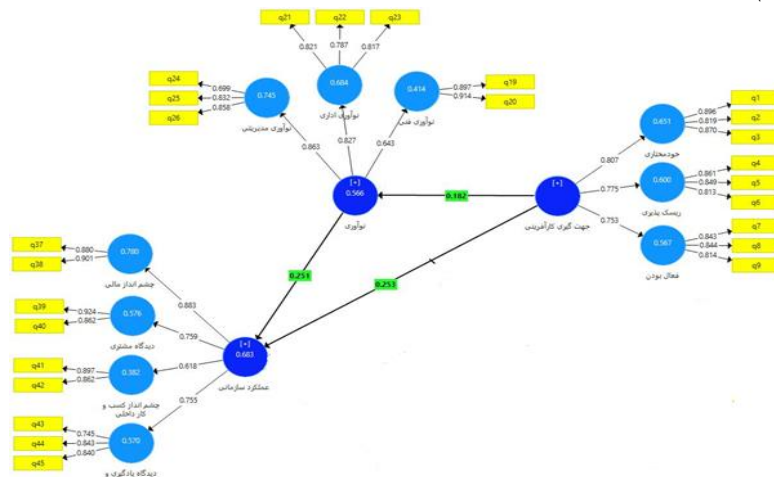 q21 q22 q23
0.821 0.787 0.817
q24
q25
q26
0.699
0.832
0.858
0.745
نوآوری مدیریتی
0.684
نوآوری اداری
0.414
نوآوری فنی
0.897
0.914
q19
q20
0.863
0.827
0.643
[+]
0.566
نوآوری
0.182
[+]
جهت گیری کارآفرینی
0.807
0.775
0.753
0.651
خودمختاری
0.896
0.819
0.870
q1
q2
q3
0.600
ریسک پذیری
0.861
0.849
0.813
q4
q5
q6
0.567
فعال بودن
0.843
0.844
0.814
q7
q8
q9
0.251
0.253
q37
q38
0.880
0.901
0.780
چشم انداز مالی
q39
q40
0.924
0.862
0.576
دیدگاه مشتری
q41
q42
0.897
0.862
0.382
چشم انداز کسب و
کار داخلی
q43
q44
q45
0.745
0.843
0.840
0.570
دیدگاه یادگیری و
0.883
0.759
0.618
0.755
[+]
0.683
عملکرد سازمانی